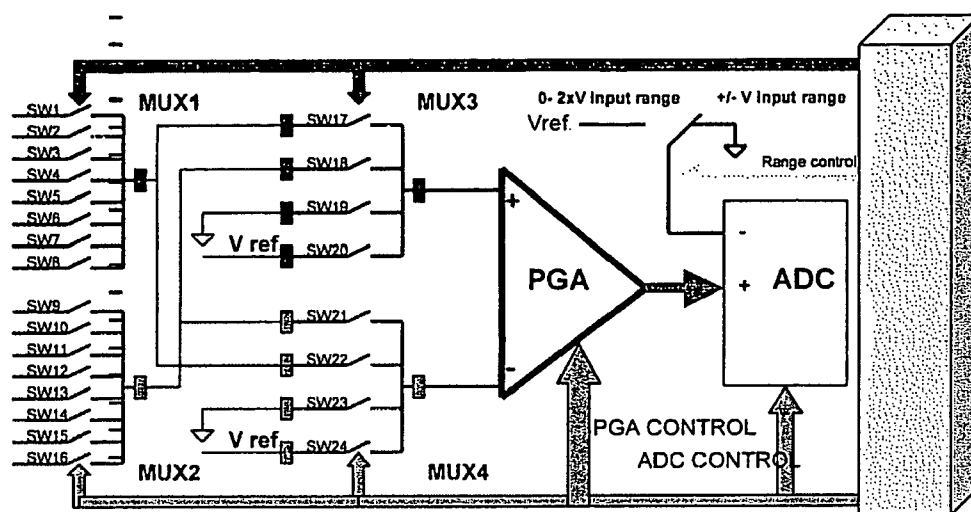 MUX1
SW1
SW2
SW3
SW4
SW5
SW6
SW7
SW8
SW9
SW10
SW11
SW12
SW13
SW14
SW15
SW16
MUX2
MUX3
SW17
SW18
SW19
V ref
SW20
SW21
SW22
SW23
V ref
SW24
MUX4
+
PGA
-
0- 2xV Input range
+/- V Input range
Vref.
Range control
-
+ ADC
PGA CONTROL
ADC CONTROL